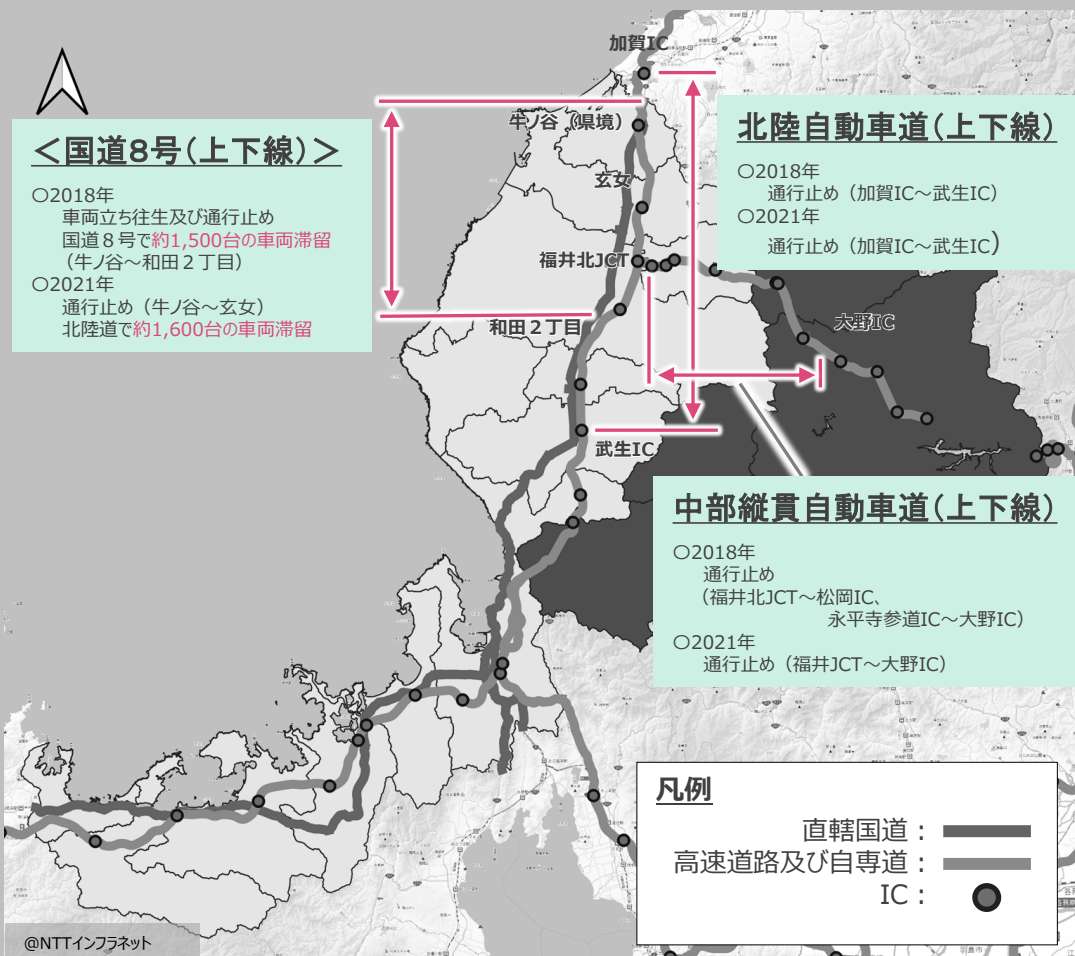 加賀IC
牛ノ谷（県境）
玄女
福井北JCT
和田２丁目
大野IC
武生IC
＜国道8号(上下線)＞
○2018年
車両立ち往生及び通行止め
国道８号で約1,500台の車両滞留
（牛ノ谷～和田２丁目）
○2021年
通行止め（牛ノ谷～玄女）
北陸道で約1,600台の車両滞留
北陸自動車道(上下線)
○2018年
通行止め（加賀IC～武生IC）
○2021年
通行止め（加賀IC～武生IC)
中部縦貫自動車道(上下線)
○2018年
通行止め
（福井北JCT～松岡IC、
永平寺参道IC～大野IC）
○2021年
通行止め（福井JCT～大野IC）
凡例
直轄国道：
高速道路及び自専道：
IC：
@NTTインフラネット